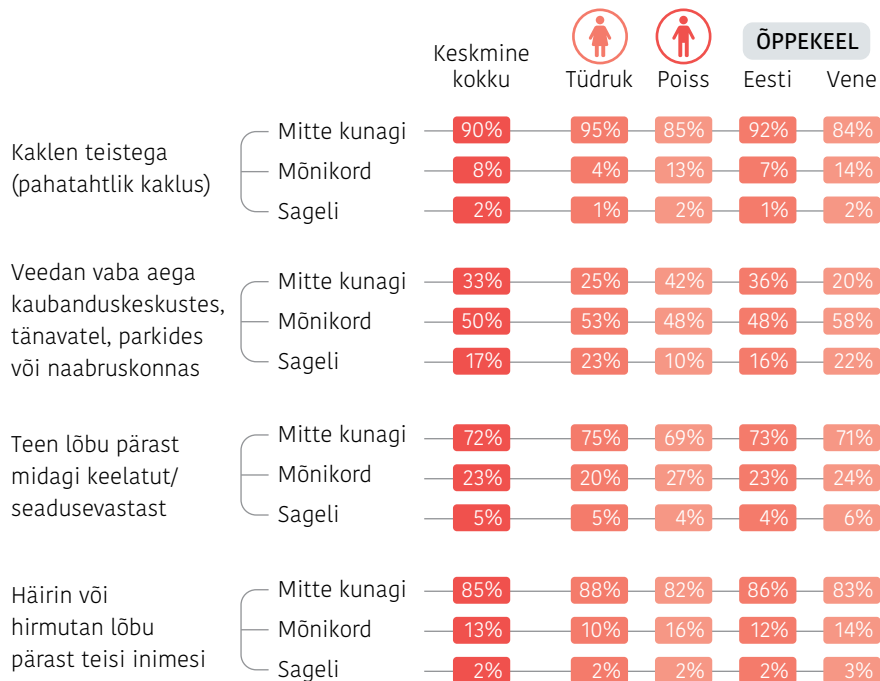 Keskmine
kokku
Tüdruk
Poiss
ÕPPEKEEL
Eesti
Vene
Kaklen teistega
(pahatahtlik kaklus)
Mitte kunagi 90% 95% 85% 92% 84%
Mõnikord 8% 4% 13% 7% 14%
Sageli 2% 1% 2% 1% 2%
Veedan vaba aega
kaubanduskeskustes,
tänavatel, parkides
või naabruskonnas
Mitte kunagi 33% 25% 42% 36% 20%
Mõnikord 50% 53% 48% 48% 58%
Sageli 17% 23% 10% 16% 22%
Teen lõbu pärast
midagi keelatut/
seadusevastast
Mitte kunagi 72% 75% 69% 73% 71%
Mõnikord 23% 20% 27% 23% 24%
Sageli 5% 5% 4% 4% 6%
Häirin või
hirmutan lõbu
pärast teisi inimesi
Mitte kunagi 85% 88% 82% 86% 83%
Mõnikord 13% 10% 16% 12% 14%
Sageli 2% 2% 2% 2% 3%